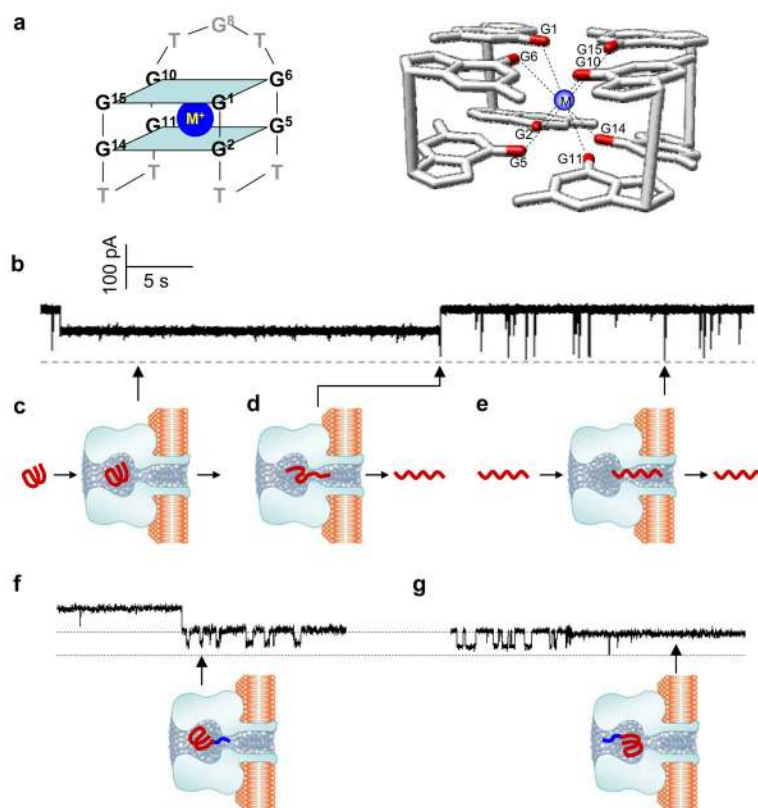 a
T G⁸ T
G¹⁰ G⁶
G¹⁵ G¹
M⁺
G¹¹ G⁵
G¹⁴ G²
T T
T T
G1
G6
G15
G10
M
G2
G14
G5
G11
b
100 pA
5 s
c
d
e
f
g